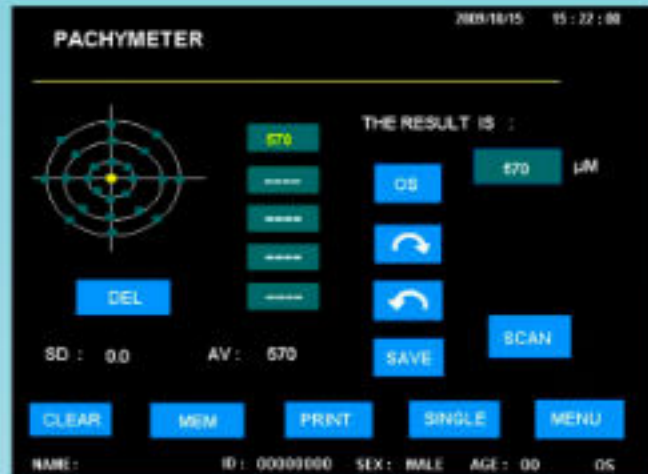 2009/10/15 15:22:00
PACHYMETER
THE RESULT IS :
570
570 μM
----
OS
----
----
----
DEL
SCAN
SD : 0.0 AV: 570
SAVE
CLEAR MEM PRINT SINGLE MENU
NAME: ID: 00000000 SEX: MALE AGE: 00 OS